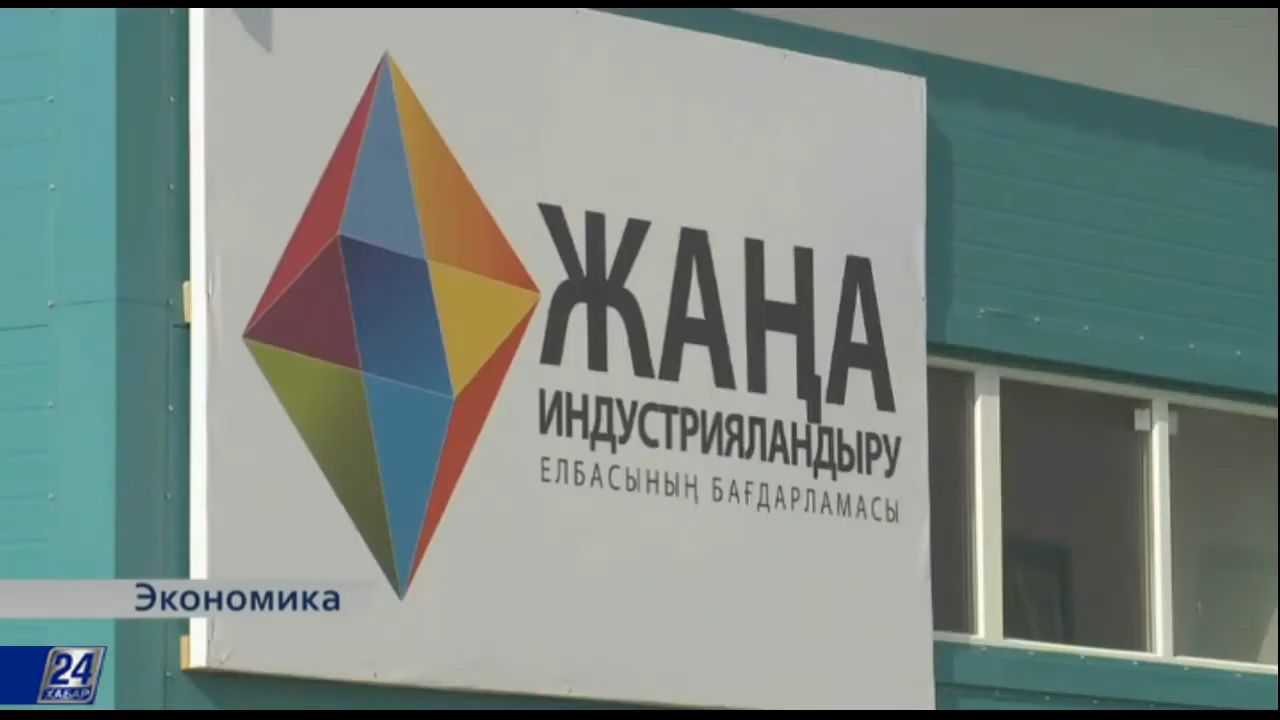 ЖАҢА
ИНДУСТРИЯЛАНДЫРУ
ЕЛБАСЫНЫҢ БАҒДАРЛАМАСЫ
Экономика
24
ХАБАР